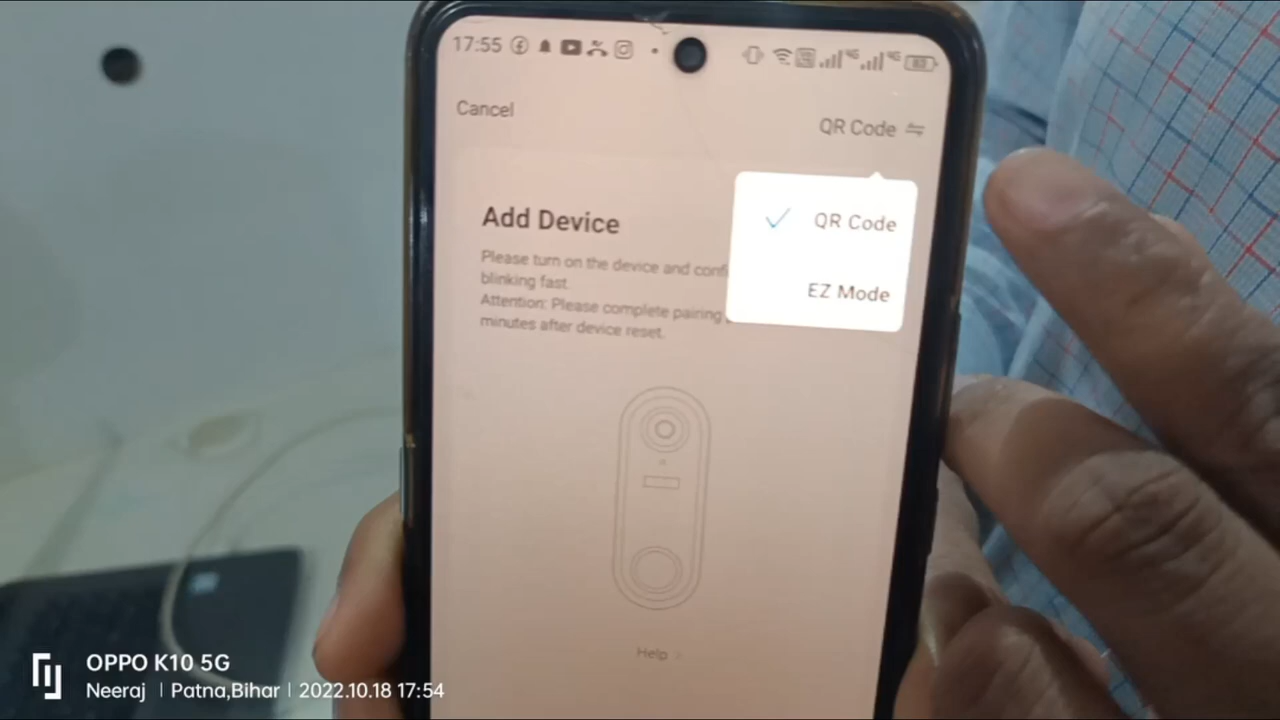 17:55
Cancel
QR Code
QR Code
EZ Mode
Add Device
Please turn on the device and conf
blinking fast.
Attention: Please complete pairing
minutes after device reset.
Help
OPPO K10 5G
Neeraj | Patna,Bihar | 2022.10.18 17:54